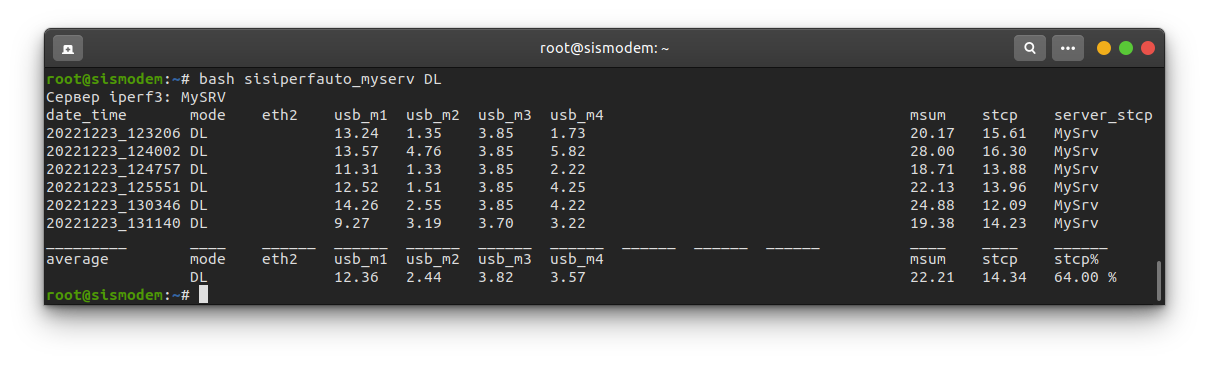 root@sismodem: ~
root@sismodem:~# bash sisiperfauto_myserv DL
Сервер iperf3: MySRV
date_time mode eth2 usb_m1 usb_m2 usb_m3 usb_m4 msum stcp server_stcp
20221223_123206 DL 13.24 1.35 3.85 1.73 20.17 15.61 MySrv
20221223_124002 DL 13.57 4.76 3.85 5.82 28.00 16.30 MySrv
20221223_124757 DL 11.31 1.33 3.85 2.22 18.71 13.88 MySrv
20221223_125551 DL 12.52 1.51 3.85 4.25 22.13 13.96 MySrv
20221223_130346 DL 14.26 2.55 3.85 4.22 24.88 12.09 MySrv
20221223_131140 DL 9.27 3.19 3.70 3.22 19.38 14.23 MySrv
_________ ____ ______ ______ ______ ______ ______ ______ ______ ______ ____ ____ ______
average mode eth2 usb_m1 usb_m2 usb_m3 usb_m4 msum stcp stcp%
DL 12.36 2.44 3.82 3.57 22.21 14.34 64.00 %
root@sismodem:~#